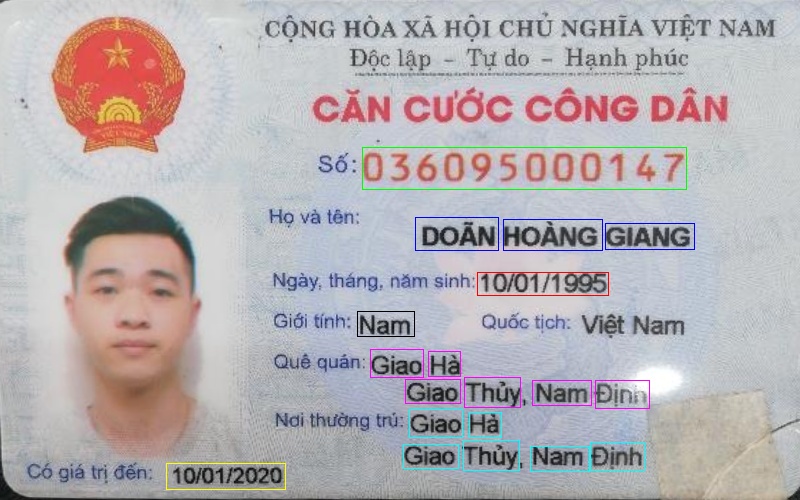 CỘNG HÒA XÃ HỘI CHỦ NGHĨA VIỆT NAM
Độc lập - Tự do - Hạnh phúc
CĂN CƯỚC CÔNG DÂN
Số: 036095000147
Họ và tên:
DOÃN HOÀNG GIANG
Ngày, tháng, năm sinh: 10/01/1995
Giới tính: Nam Quốc tịch: Việt Nam
Quê quán: Giao Hà
Giao Thủy, Nam Định
Nơi thường trú: Giao Hà
Giao Thủy, Nam Định
Có giá trị đến: 10/01/2020